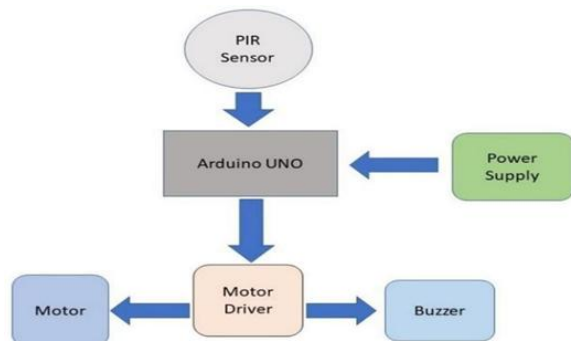 PIR
Sensor
Arduino UNO
Power
Supply
Motor
Motor
Driver
Buzzer